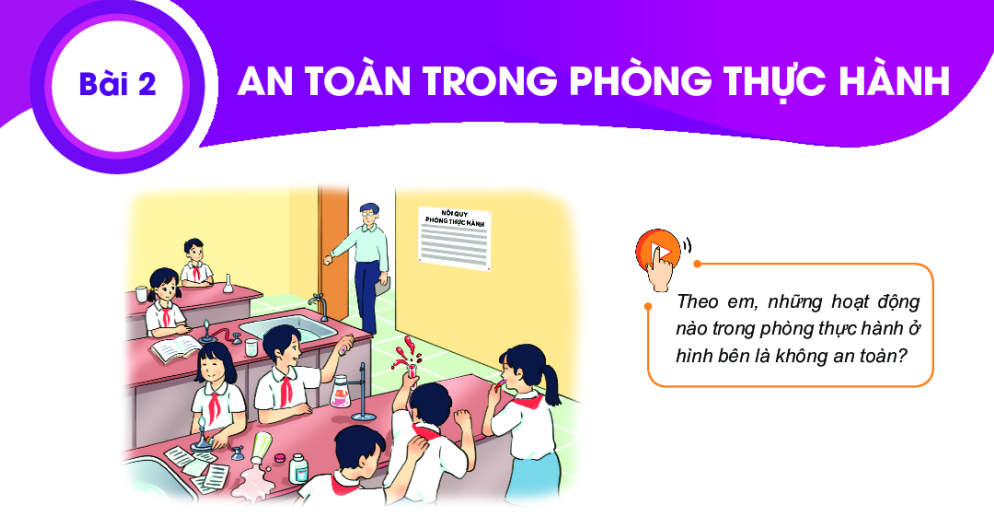 Bài 2
AN TOÀN TRONG PHÒNG THỰC HÀNH
NỘI QUY
PHÒNG THỰC HÀNH
Theo em, những hoạt động
nào trong phòng thực hành ở
hình bên là không an toàn?